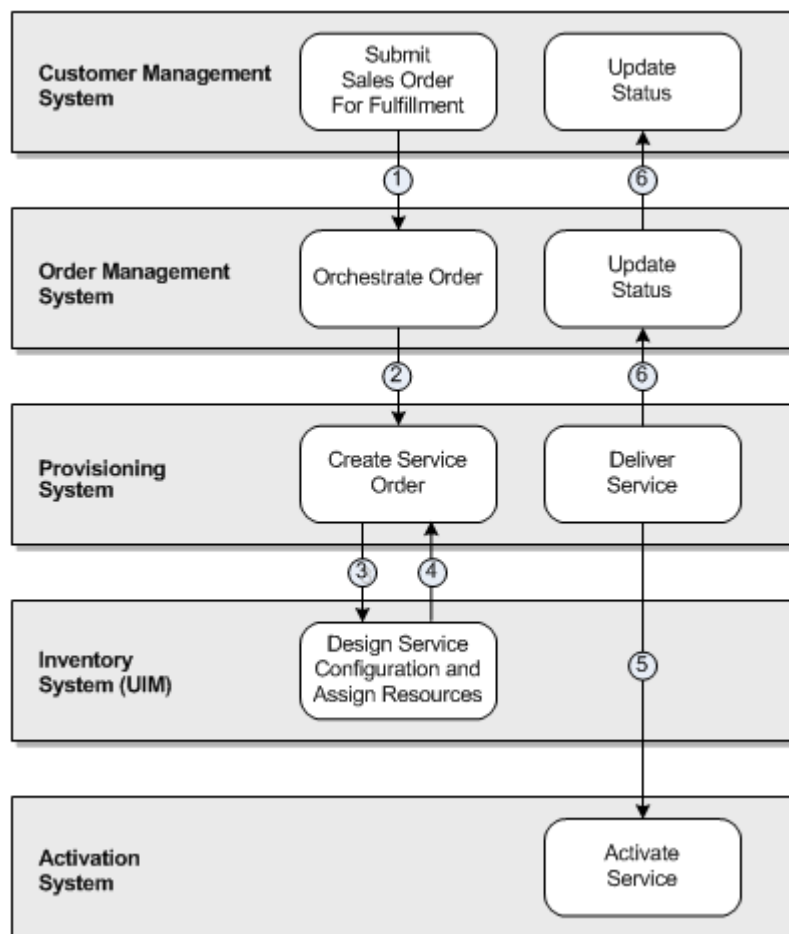 Customer Management
System
Submit
Sales Order
For Fulfillment
Update
Status
1
6
Order Management
System
Orchestrate Order
Update
Status
2
6
Provisioning
System
Create Service
Order
Deliver
Service
3
4
Inventory
System (UIM)
Design Service
Configuration and
Assign Resources
5
Activation
System
Activate
Service